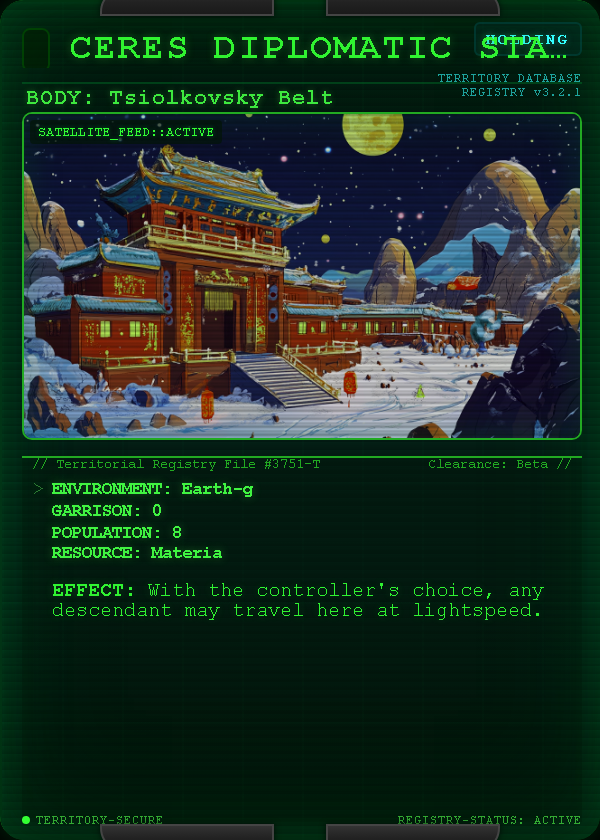 CERES DIPLOMATIC STA…
HOLDING
TERRITORY DATABASE
REGISTRY v3.2.1
BODY: Tsiolkovsky Belt
SATELLITE_FEED::ACTIVE
// Territorial Registry File #3751-T
Clearance: Beta //
> ENVIRONMENT: Earth-g
GARRISON: 0
POPULATION: 8
RESOURCE: Materia
EFFECT: With the controller's choice, any
descendant may travel here at lightspeed.
TERRITORY-SECURE
REGISTRY-STATUS: ACTIVE